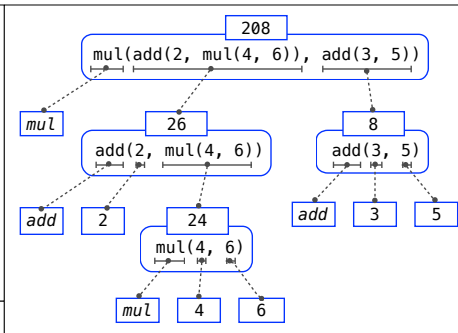 208
mul(add(2, mul(4, 6)), add(3, 5))
mul
26
8
add(2, mul(4, 6))
add(3, 5)
add
2
24
add
3
5
mul(4, 6)
mul
4
6